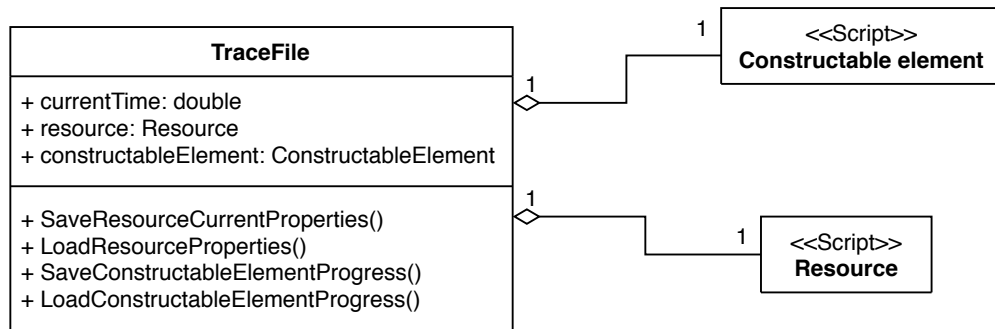 TraceFile
+ currentTime: double
+ resource: Resource
+ constructableElement: ConstructableElement
+ SaveResourceCurrentProperties()
+ LoadResourceProperties()
+ SaveConstructableElementProgress()
+ LoadConstructableElementProgress()
1
1
<<Script>>
Constructable element
1
1
<<Script>>
Resource